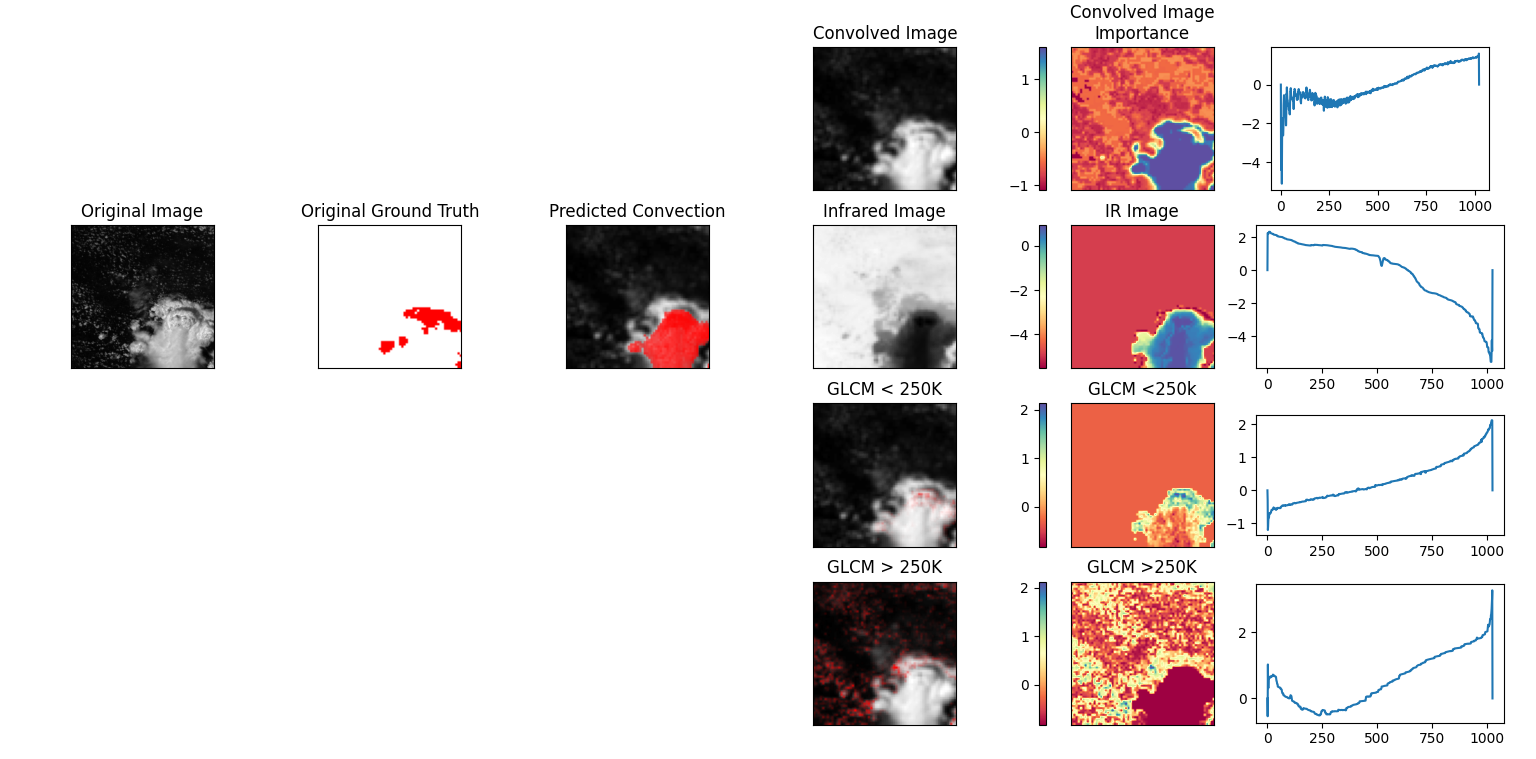 Convolved Image
Convolved Image
Importance
1
0
−1
0
−2
−4
0 250 500 750 1000
Original Image
Original Ground Truth
Predicted Convection
Infrared Image
IR Image
0
−2
−4
2
0
−2
−4
0 250 500 750 1000
GLCM < 250K
GLCM <250k
2
1
0
2
1
0
−1
0 250 500 750 1000
GLCM > 250K
GLCM >250K
2
1
0
2
0
0 250 500 750 1000